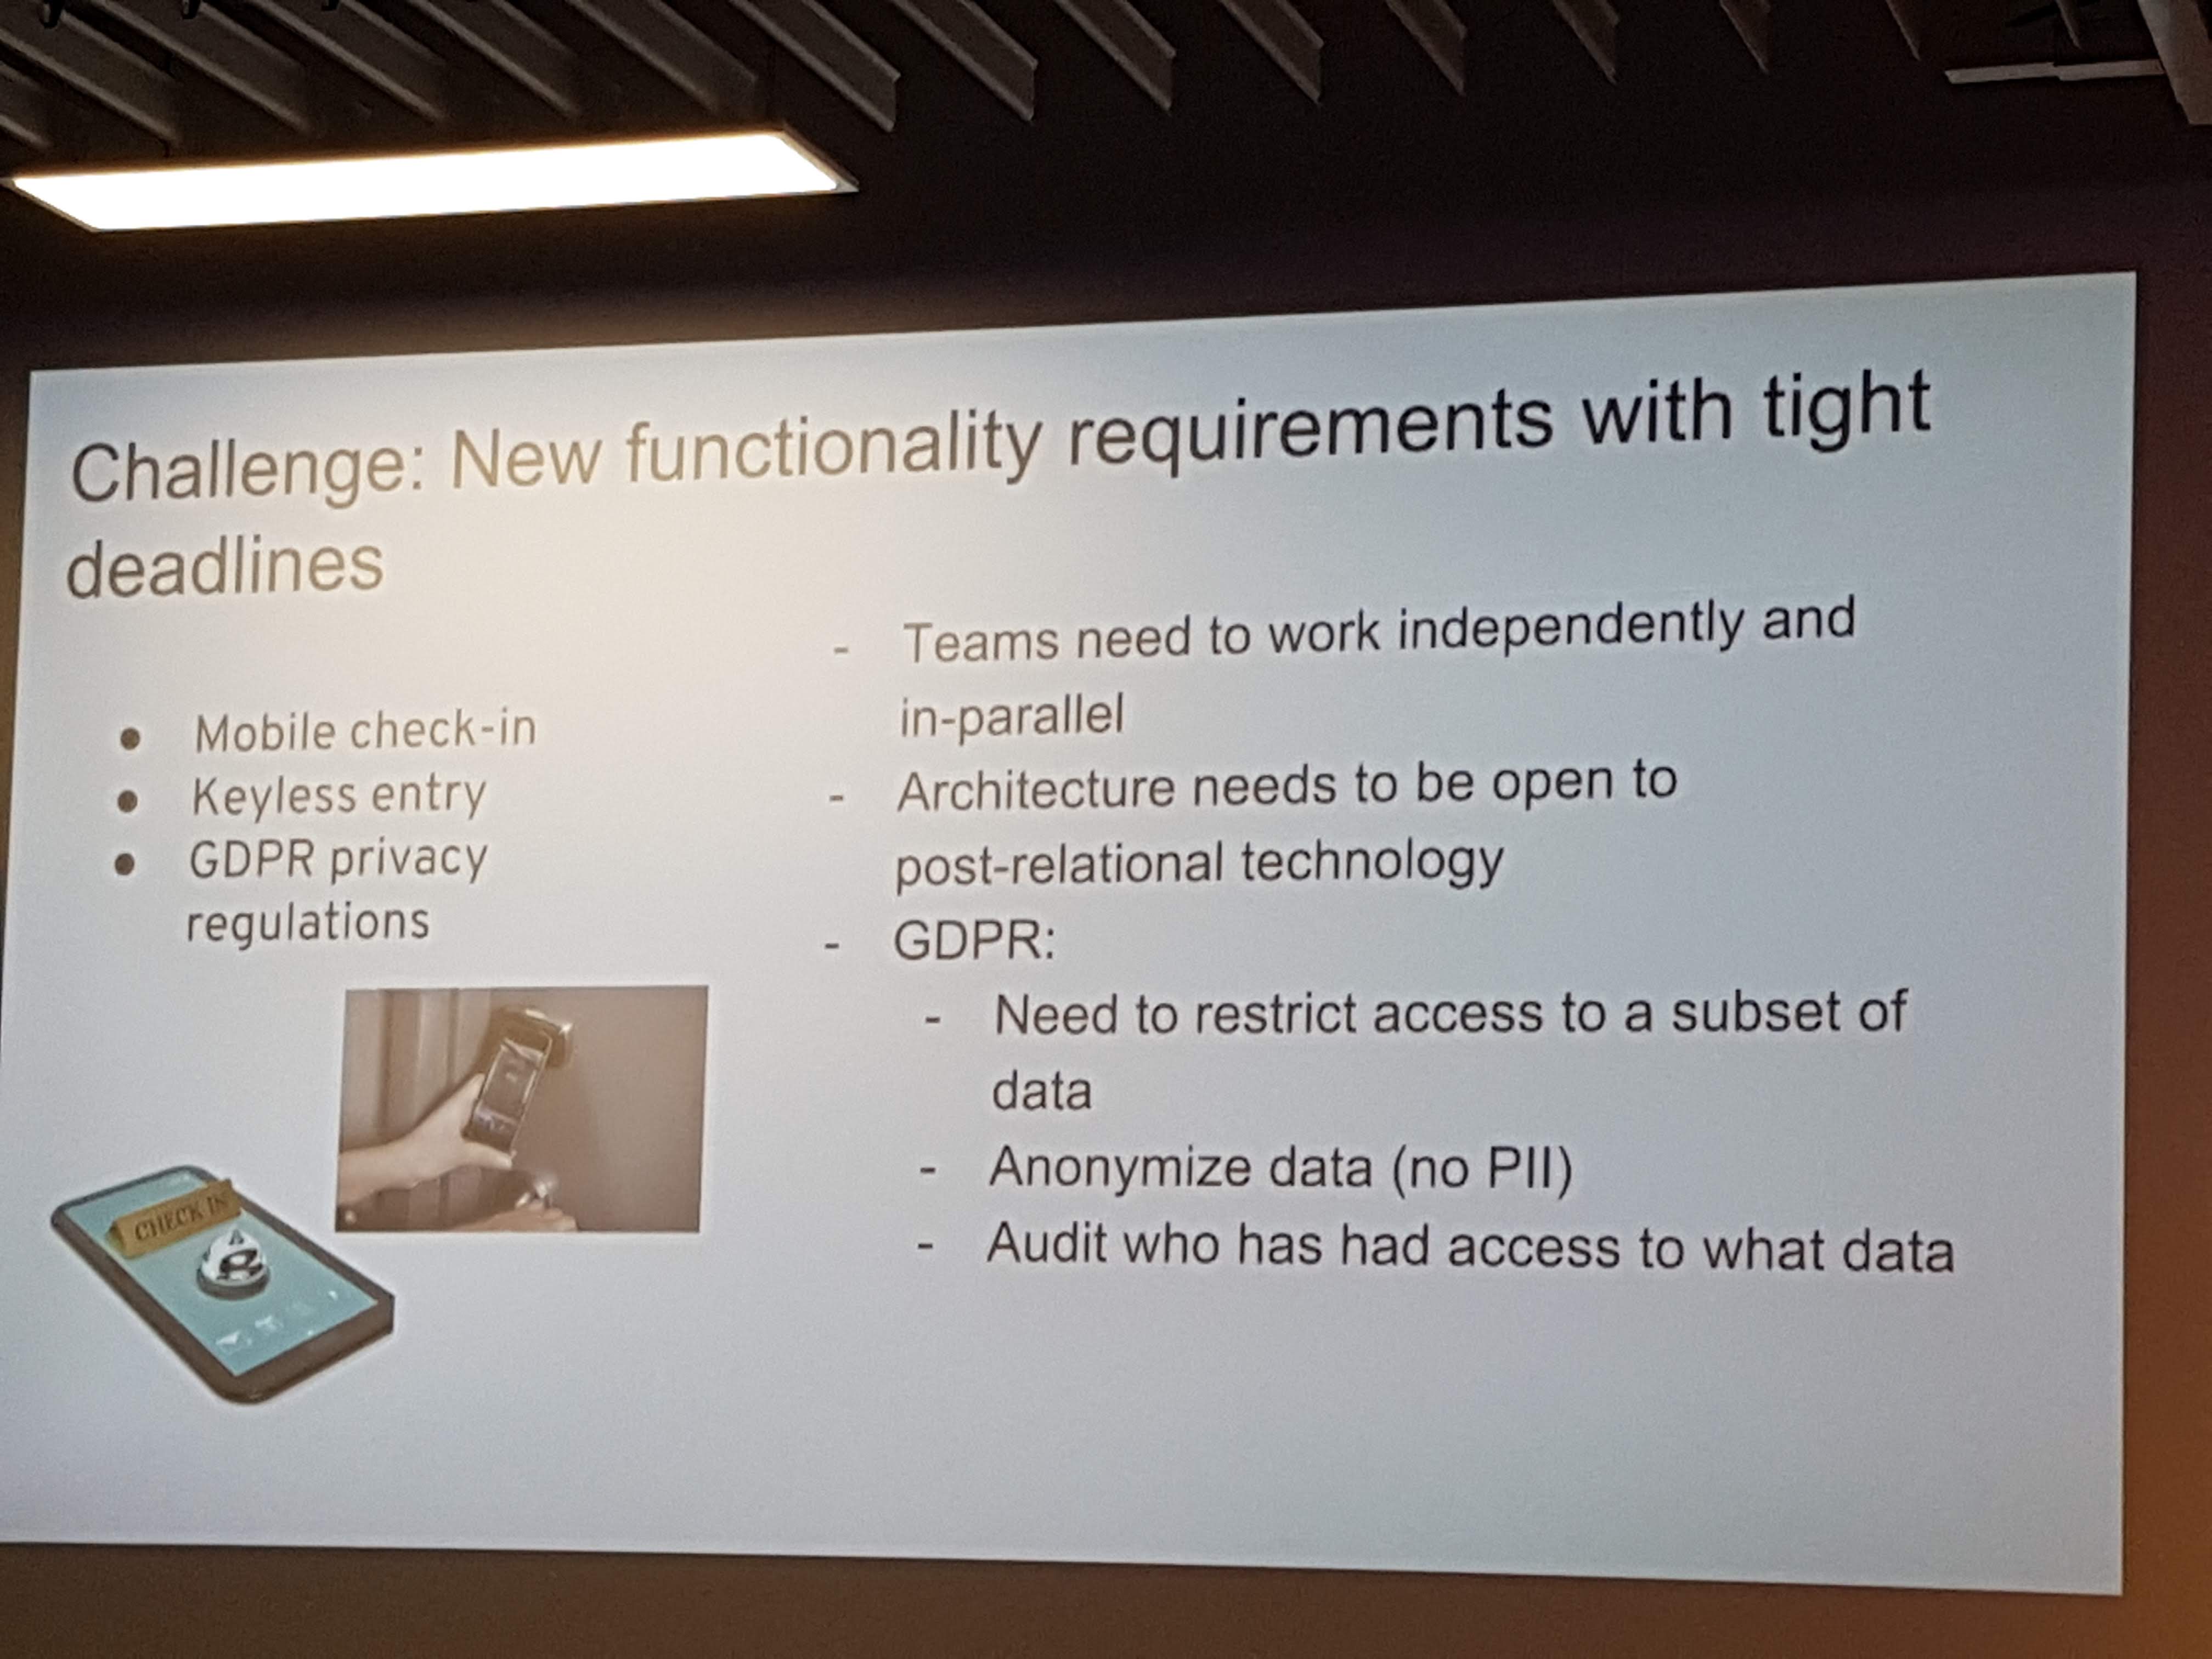 Challenge: New functionality requirements with tight
deadlines
● Mobile check-in
● Keyless entry
● GDPR privacy
regulations
CHECK IN
- Teams need to work independently and
in-parallel
- Architecture needs to be open to
post-relational technology
- GDPR:
- Need to restrict access to a subset of
data
- Anonymize data (no PII)
- Audit who has had access to what data